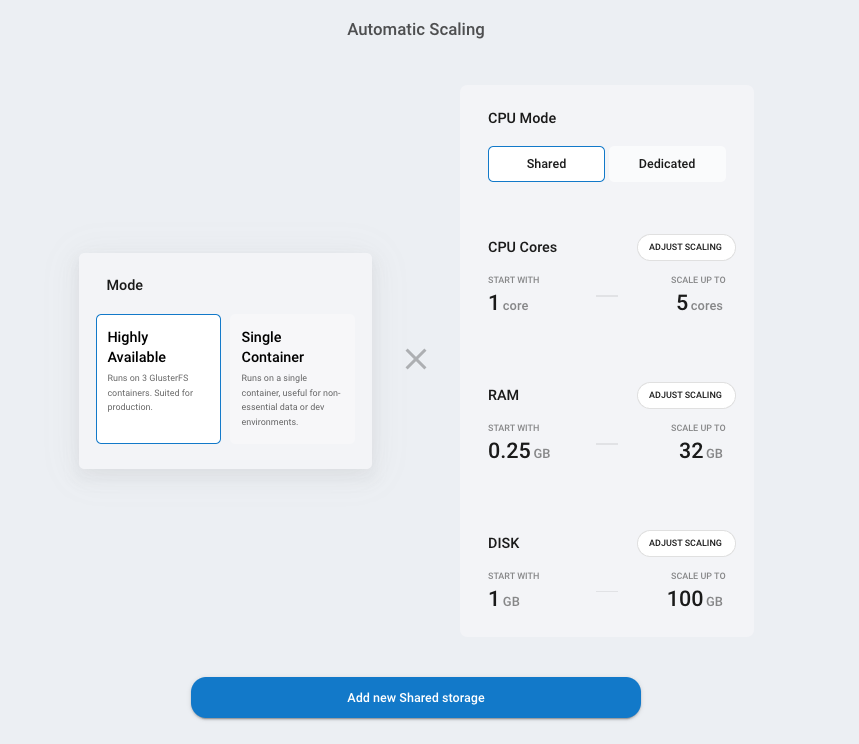 Automatic Scaling
Mode
Highly
Available
Runs on 3 GlusterFS
containers. Suited for
production.
Single
Container
Runs on a single
container, useful for non-
essential data or dev
environments.
CPU Mode
Shared
Dedicated
CPU Cores
ADJUST SCALING
START WITH
SCALE UP TO
1 core
5 cores
RAM
ADJUST SCALING
START WITH
SCALE UP TO
0.25 GB
32 GB
DISK
ADJUST SCALING
START WITH
SCALE UP TO
1 GB
100 GB
Add new Shared storage